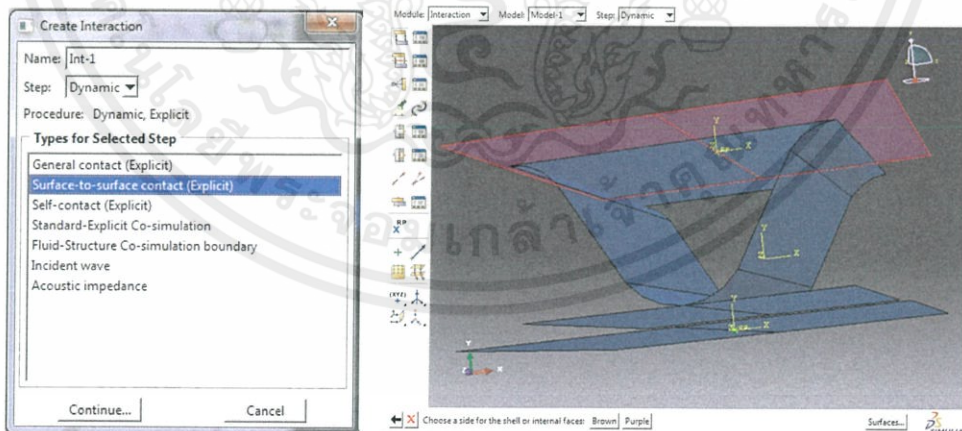 Create Interaction
Name: Int-1
Step: Dynamic
Procedure: Dynamic, Explicit
Types for Selected Step
General contact (Explicit)
Surface-to-surface contact (Explicit)
Self-contact (Explicit)
Standard-Explicit Co-simulation
Fluid-Structure Co-simulation boundary
Incident wave
Acoustic impedance
Continue...
Cancel
Module: Interaction Model: Model-1 Step: Dynamic
RP
(XYZ)
Y
X
Y
X
Y
X
Y
X
Choose a side for the shell or internal faces: Brown Purple
Surfaces...